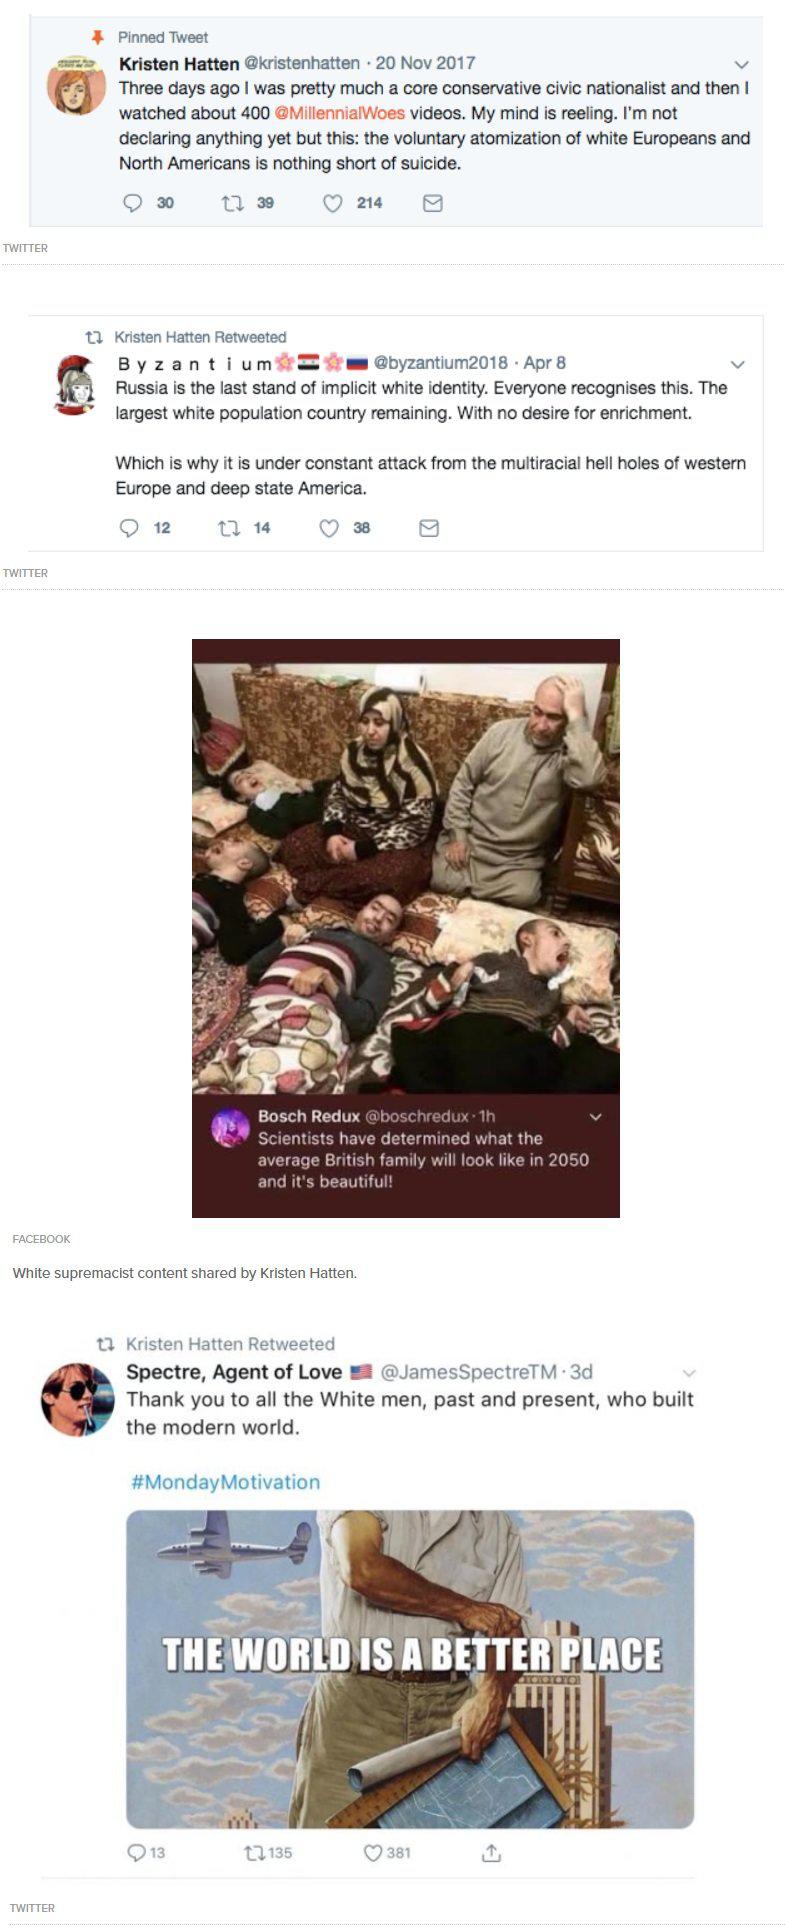 Pinned Tweet
Kristen Hatten @kristenhatten · 20 Nov 2017
Three days ago I was pretty much a core conservative civic nationalist and then I
watched about 400 @MillennialWoes videos. My mind is reeling. I'm not
declaring anything yet but this: the voluntary atomization of white Europeans and
North Americans is nothing short of suicide.
30 39 214
TWITTER
Kristen Hatten Retweeted
B y z a n t i u m @byzantium2018 · Apr 8
Russia is the last stand of implicit white identity. Everyone recognises this. The
largest white population country remaining. With no desire for enrichment.
Which is why it is under constant attack from the multiracial hell holes of western
Europe and deep state America.
12 14 38
TWITTER
Bosch Redux @boschredux · 1h
Scientists have determined what the
average British family will look like in 2050
and it's beautiful!
FACEBOOK
White supremacist content shared by Kristen Hatten.
Kristen Hatten Retweeted
Spectre, Agent of Love @JamesSpectreTM · 3d
Thank you to all the White men, past and present, who built
the modern world.
#MondayMotivation
THE WORLD IS A BETTER PLACE
13 135 381
TWITTER